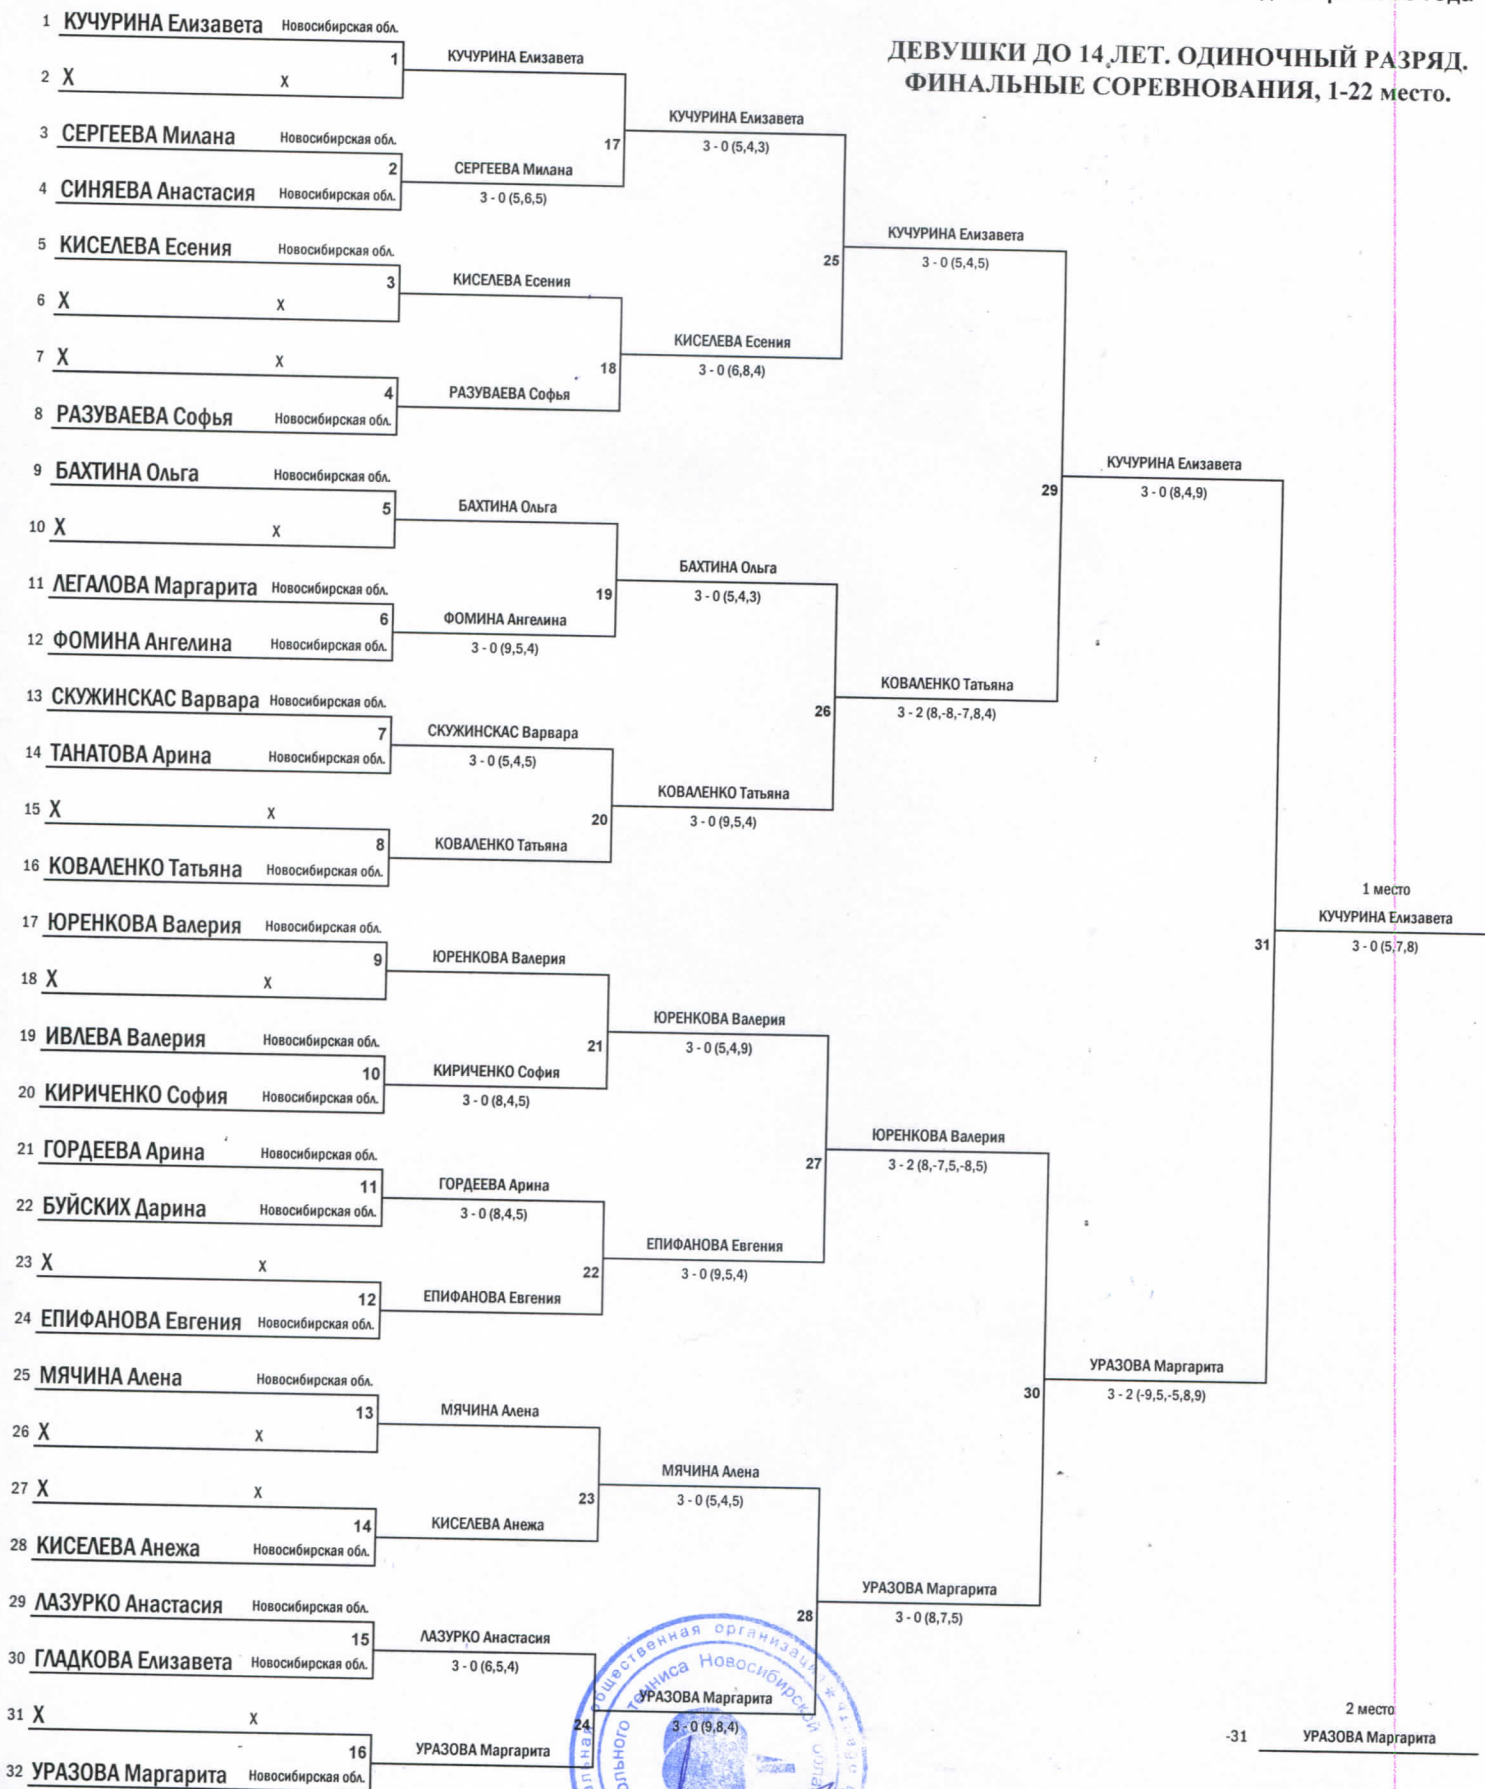 ДЕВУШКИ ДО 14 ЛЕТ. ОДИНОЧНЫЙ РАЗРЯД.
ФИНАЛЬНЫЕ СОРЕВНОВАНИЯ, 1-22 место.
1 КУЧУРИНА Елизавета Новосибирская обл.
1 КУЧУРИНА Елизавета
2 X X
17 КУЧУРИНА Елизавета
3 - 0 (5,4,3)
3 СЕРГЕЕВА Милана Новосибирская обл.
2 СЕРГЕЕВА Милана
3 - 0 (5,6,5)
4 СИНЯЕВА Анастасия Новосибирская обл.
25 КУЧУРИНА Елизавета
3 - 0 (5,4,5)
5 КИСЕЛЕВА Есения Новосибирская обл.
3 КИСЕЛЕВА Есения
6 X X
18 КИСЕЛЕВА Есения
3 - 0 (6,8,4)
7 X X
4 РАЗУВАЕВА Софья
8 РАЗУВАЕВА Софья Новосибирская обл.
29 КУЧУРИНА Елизавета
3 - 0 (8,4,9)
9 БАХТИНА Ольга Новосибирская обл.
5 БАХТИНА Ольга
10 X X
19 БАХТИНА Ольга
3 - 0 (5,4,3)
11 ЛЕГАЛОВА Маргарита Новосибирская обл.
6 ФОМИНА Ангелина
3 - 0 (9,5,4)
12 ФОМИНА Ангелина Новосибирская обл.
26 КОВАЛЕНКО Татьяна
3 - 2 (8,-8,-7,8,4)
13 СКУЖИНСКАС Варвара Новосибирская обл.
7 СКУЖИНСКАС Варвара
3 - 0 (5,4,5)
14 ТАНАТОВА Арина Новосибирская обл.
20 КОВАЛЕНКО Татьяна
3 - 0 (9,5,4)
15 X X
8 КОВАЛЕНКО Татьяна
16 КОВАЛЕНКО Татьяна Новосибирская обл.
1 место
31 КУЧУРИНА Елизавета
3 - 0 (5,7,8)
17 ЮРЕНКОВА Валерия Новосибирская обл.
9 ЮРЕНКОВА Валерия
18 X X
21 ЮРЕНКОВА Валерия
3 - 0 (5,4,9)
19 ИВЛЕВА Валерия Новосибирская обл.
10 КИРИЧЕНКО София
3 - 0 (8,4,5)
20 КИРИЧЕНКО София Новосибирская обл.
27 ЮРЕНКОВА Валерия
3 - 2 (8,-7,5,-8,5)
21 ГОРДЕЕВА Арина Новосибирская обл.
11 ГОРДЕЕВА Арина
3 - 0 (8,4,5)
22 БУЙСКИХ Дарина Новосибирская обл.
22 ЕПИФАНОВА Евгения
3 - 0 (9,5,4)
23 X X
12 ЕПИФАНОВА Евгения
24 ЕПИФАНОВА Евгения Новосибирская обл.
30 УРАЗОВА Маргарита
3 - 2 (-9,5,-5,8,9)
25 МЯЧИНА Алена Новосибирская обл.
13 МЯЧИНА Алена
26 X X
23 МЯЧИНА Алена
3 - 0 (5,4,5)
27 X X
14 КИСЕЛЕВА Анежа
28 КИСЕЛЕВА Анежа Новосибирская обл.
28 УРАЗОВА Маргарита
3 - 0 (8,7,5)
29 ЛАЗУРКО Анастасия Новосибирская обл.
15 ЛАЗУРКО Анастасия
3 - 0 (6,5,4)
30 ГЛАДКОВА Елизавета Новосибирская обл.
24 УРАЗОВА Маргарита
3 - 0 (9,8,4)
31 X X
16 УРАЗОВА Маргарита
32 УРАЗОВА Маргарита Новосибирская обл.
2 место
-31 УРАЗОВА Маргарита
общественная организация
тенниса Новосибирской